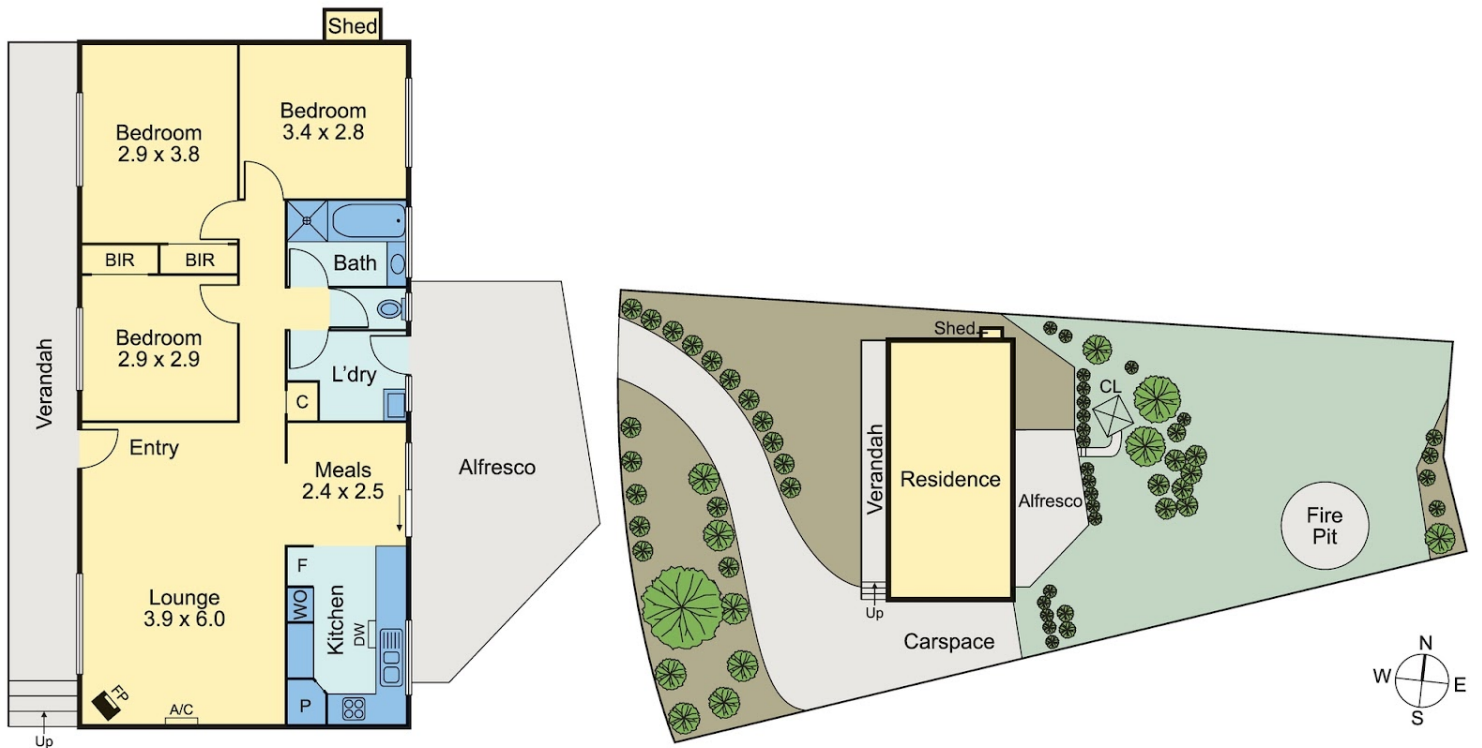 Shed
Bedroom
2.9 x 3.8
Bedroom
3.4 x 2.8
BIR
BIR
Bath
Bedroom
2.9 x 2.9
L'dry
C
Verandah
Entry
Meals
2.4 x 2.5
Alfresco
F
WO
Kitchen
DW
Lounge
3.9 x 6.0
P
FP
A/C
Up
Shed
CL
Verandah
Residence
Alfresco
Fire
Pit
Up
Carspace
N
W
E
S